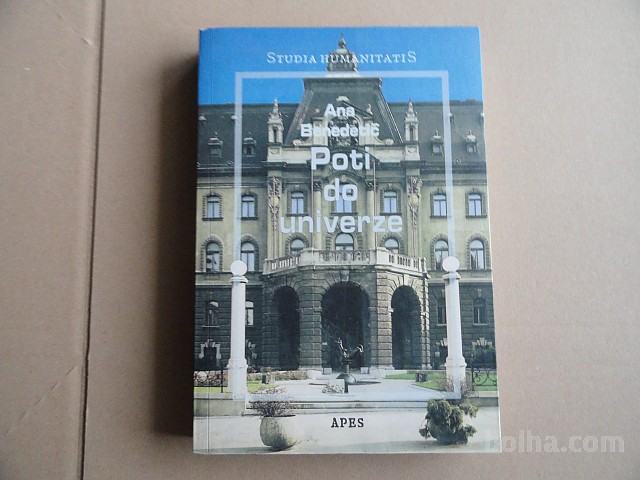 STUDIA HUMANITATIS
Ana
Benedetič
Poti
do
univerze
APES
bolha.com